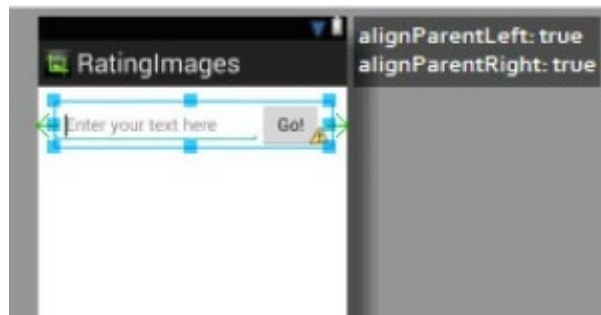 alignParentLeft: true
RatingImages
alignParentRight: true
Enter your text here
Go!